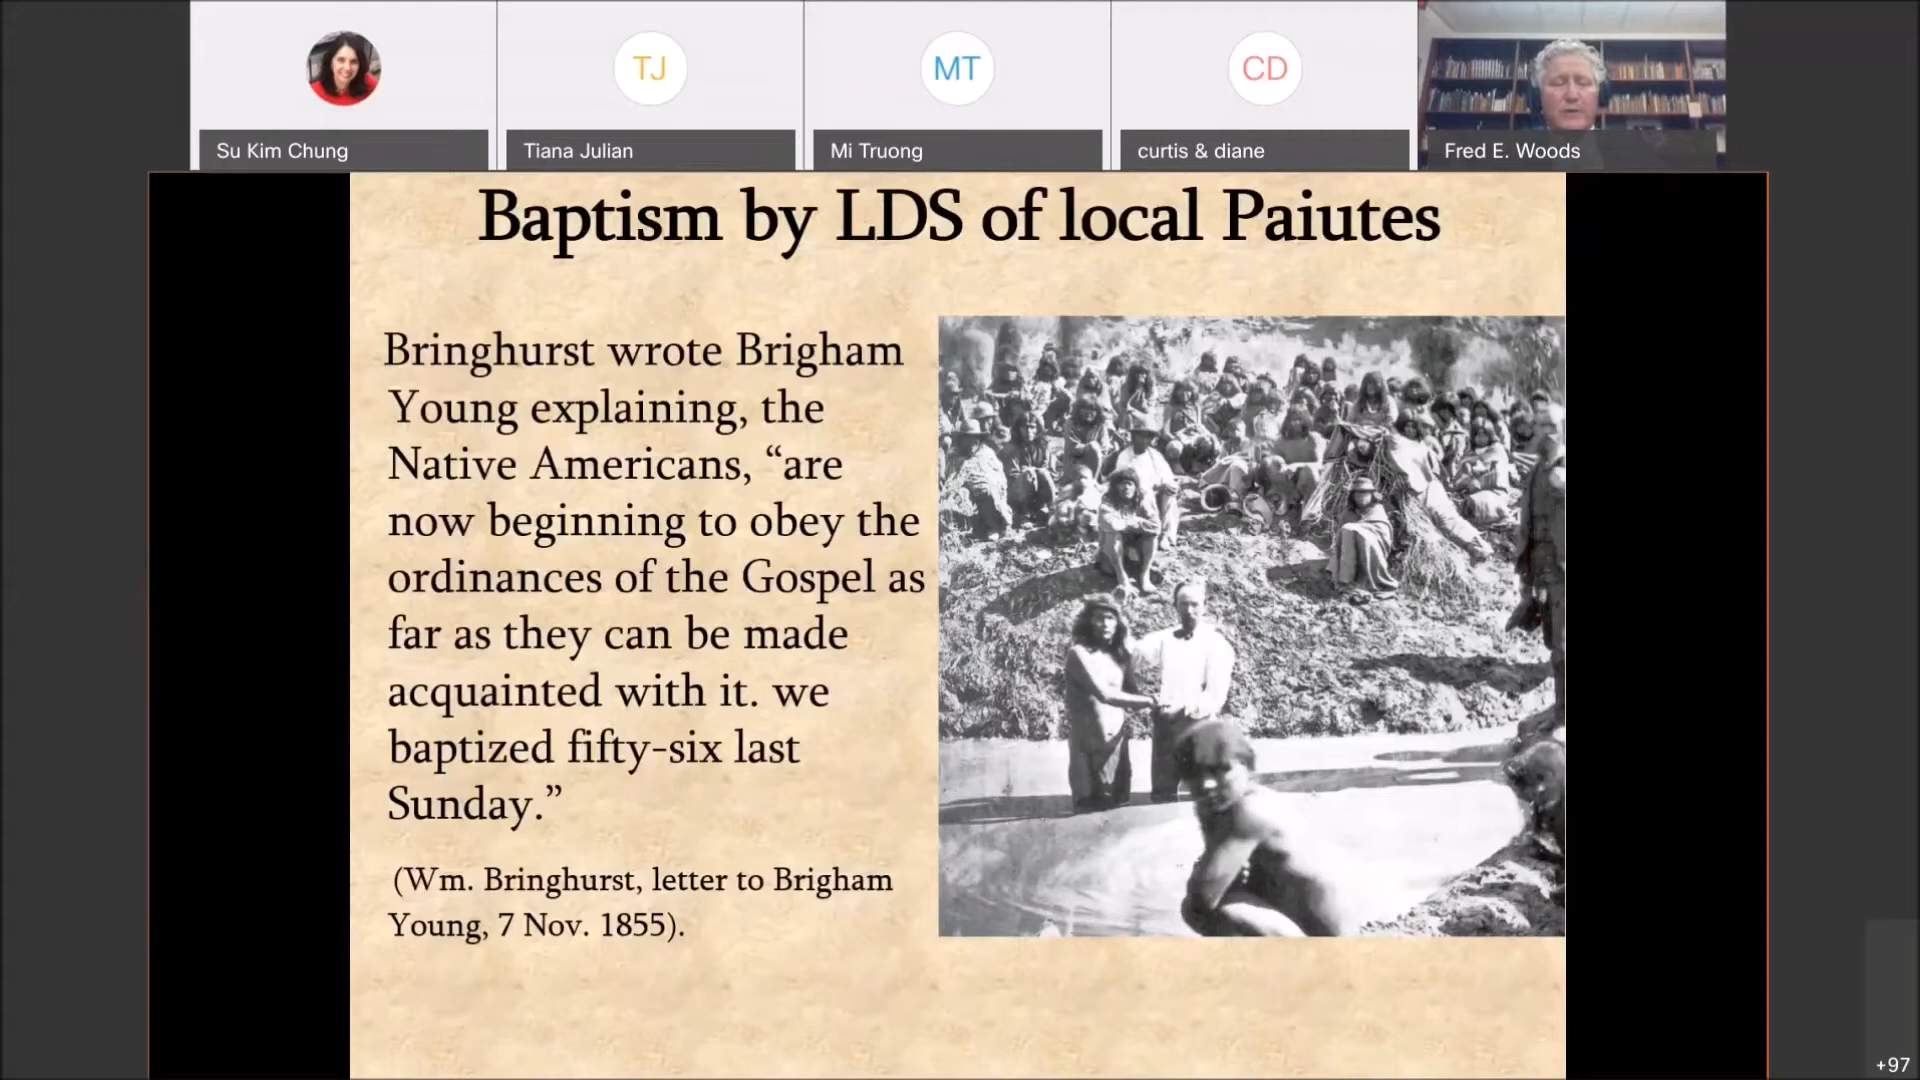 TJ
MT
CD
Su Kim Chung
Tiana Julian
Mi Truong
curtis & diane
Fred E. Woods
Baptism by LDS of local Paiutes
Bringhurst wrote Brigham
Young explaining, the
Native Americans, “are
now beginning to obey the
ordinances of the Gospel as
far as they can be made
acquainted with it. we
baptized fifty-six last
Sunday.”
(Wm. Bringhurst, letter to Brigham
Young, 7 Nov. 1855).
+97